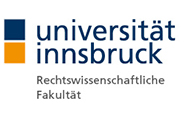 universität
innsbruck
Rechtswissenschaftliche
Fakultät